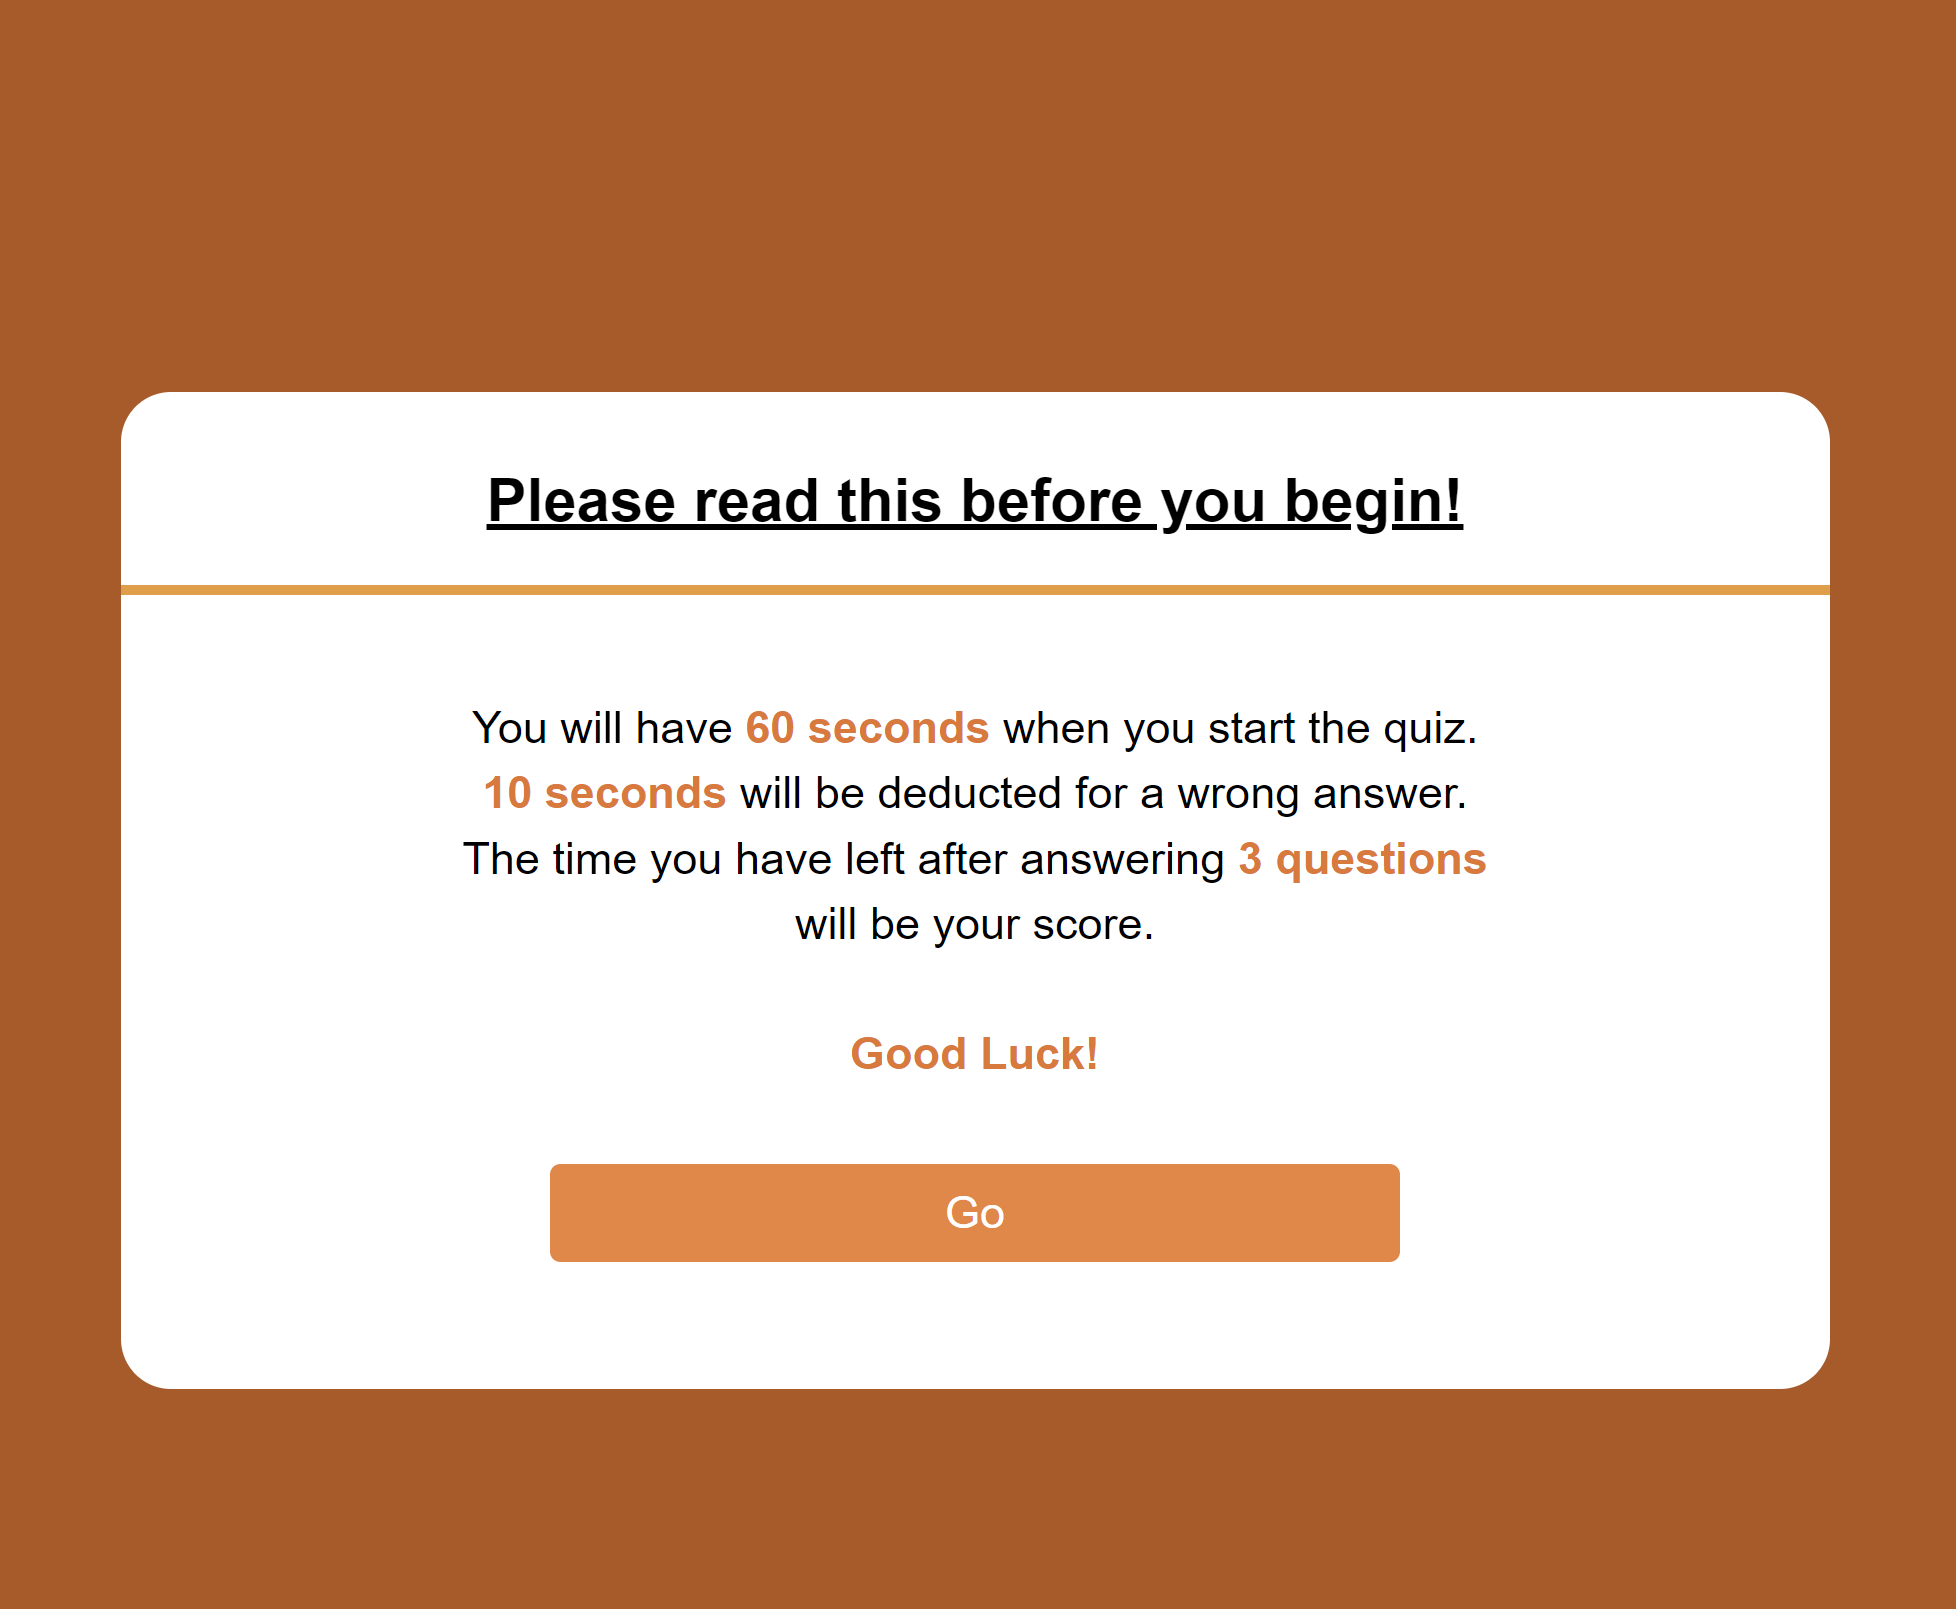 Please read this before you begin!
You will have 60 seconds when you start the quiz.
10 seconds will be deducted for a wrong answer.
The time you have left after answering 3 questions
will be your score.
Good Luck!
Go